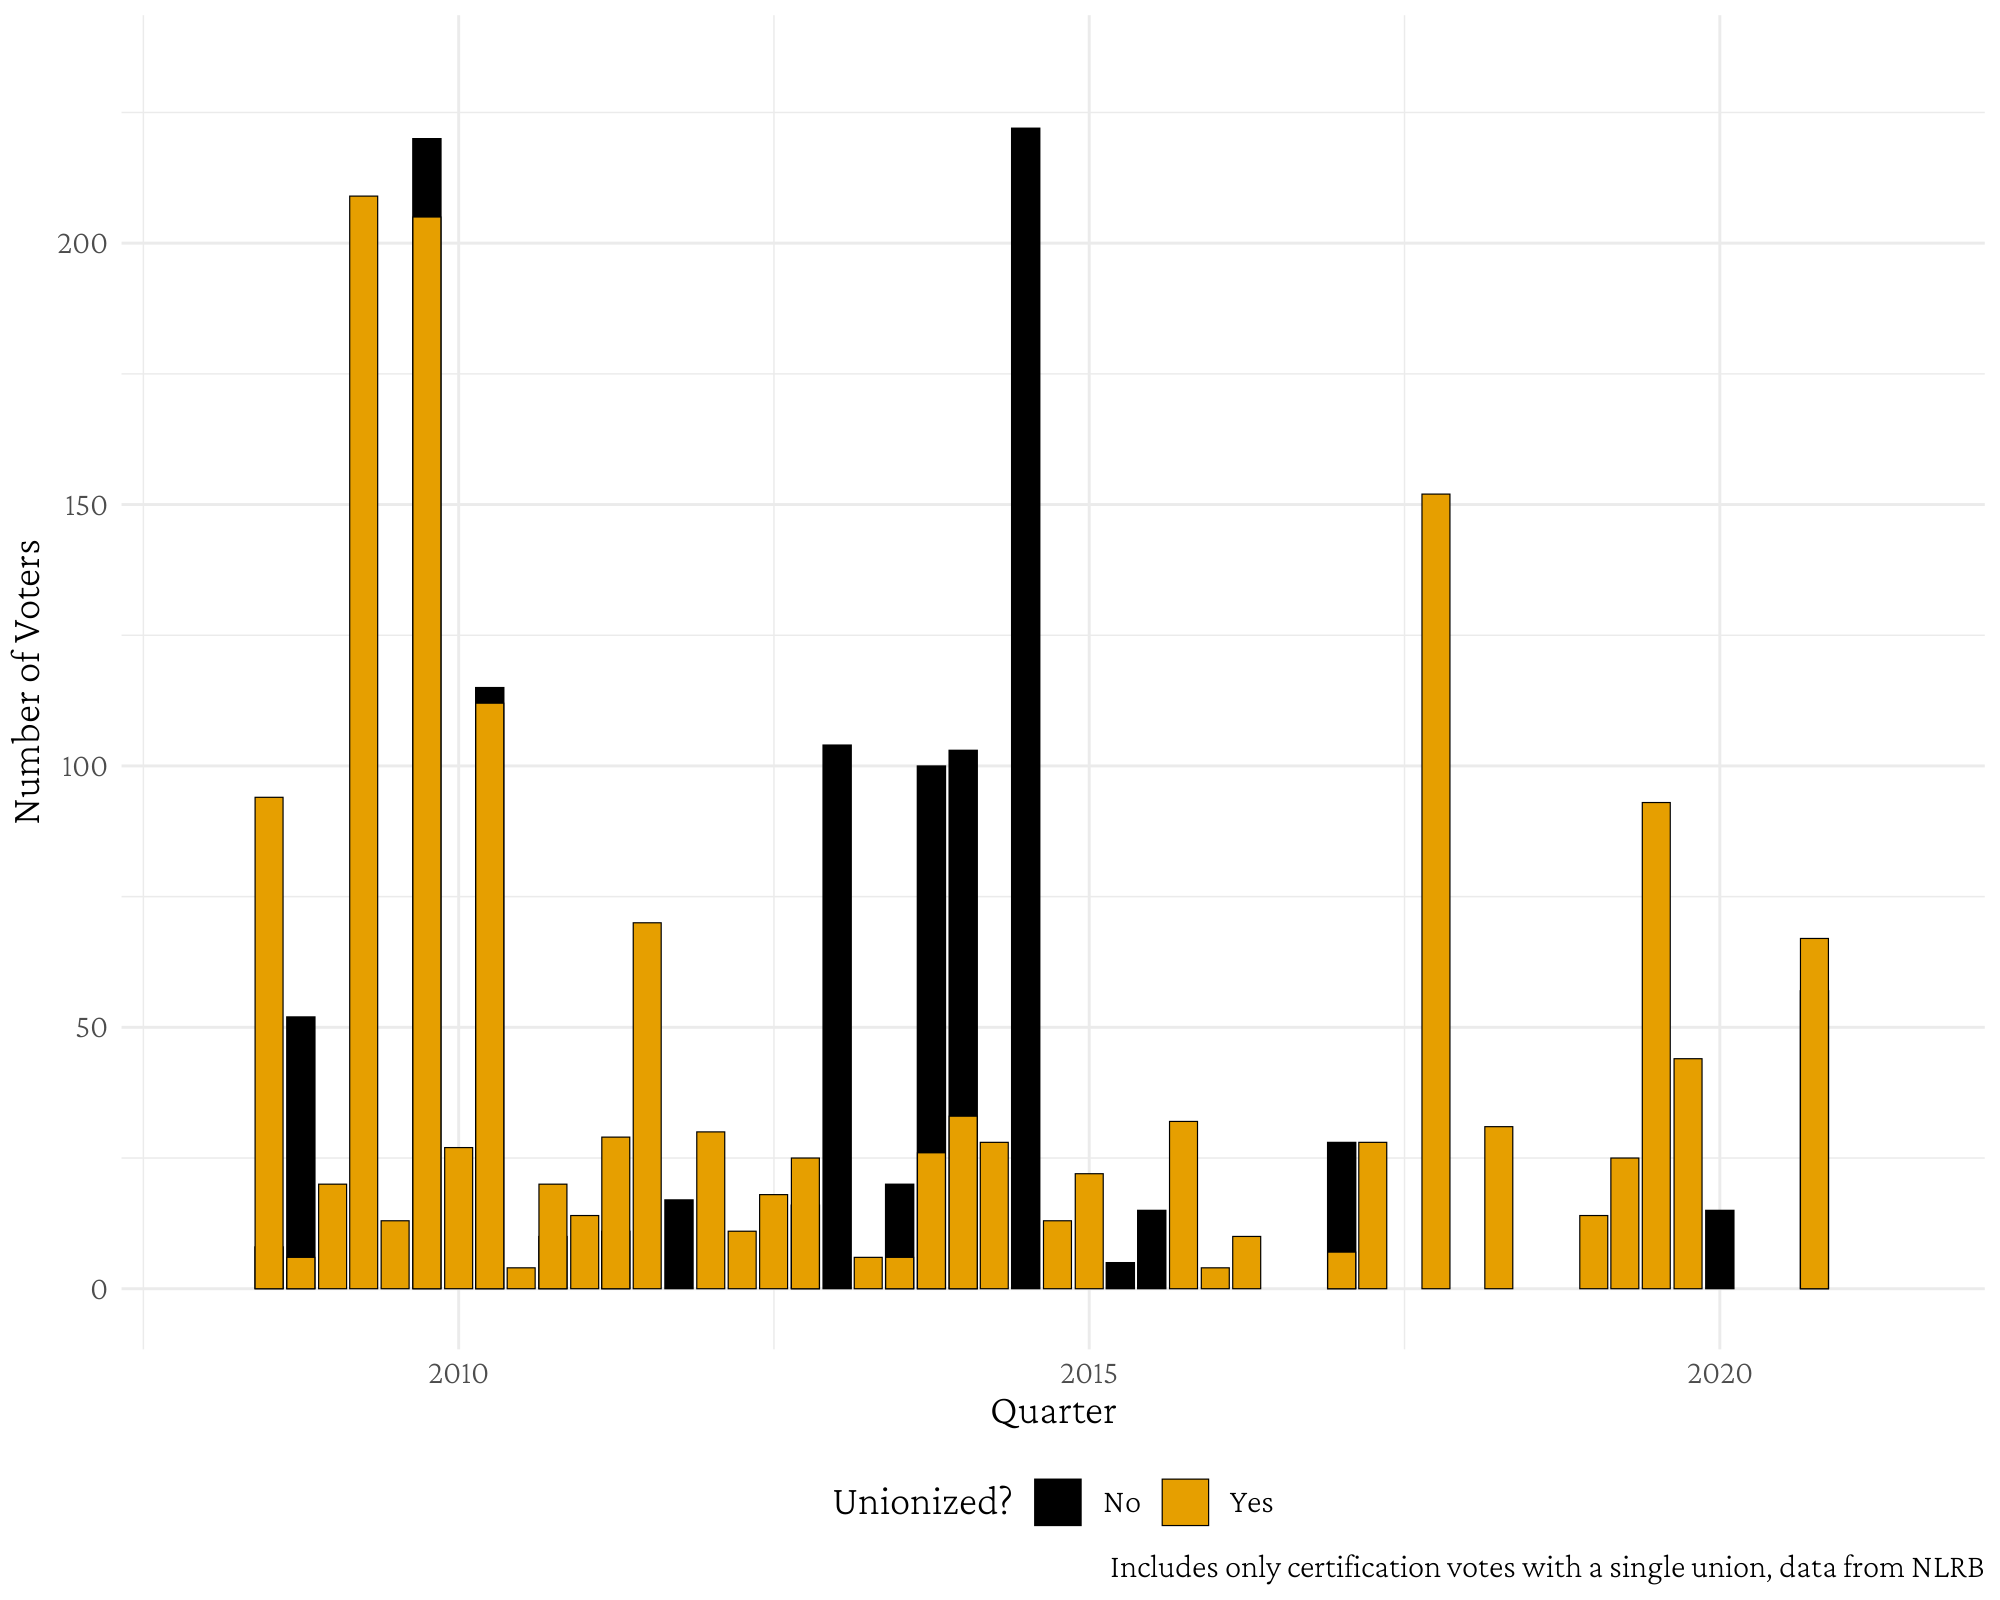 200
150
100
50
0
Number of Voters
2010 2015 2020
Quarter
Unionized? No Yes
Includes only certification votes with a single union, data from NLRB